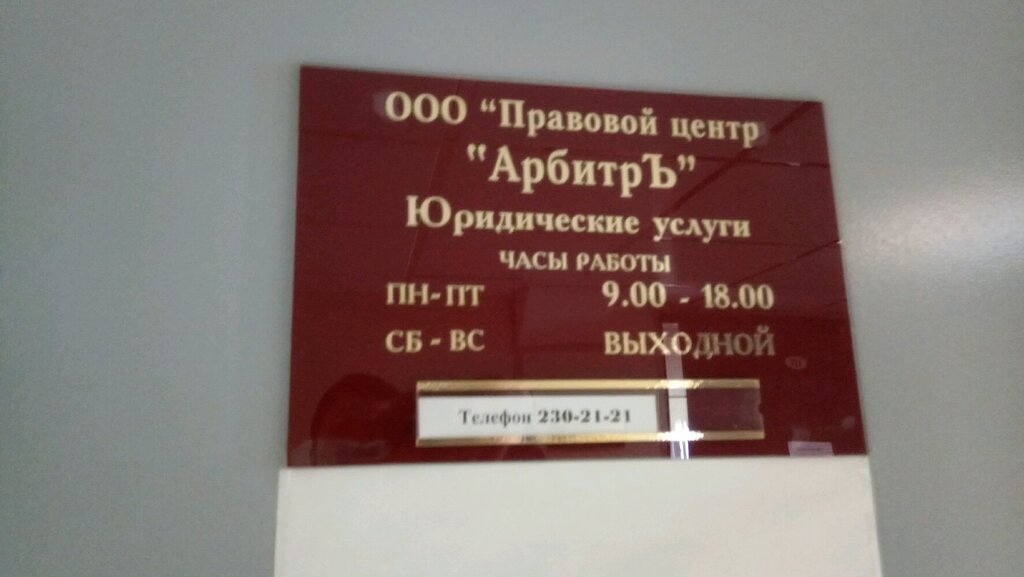 ООО "Правовой центр
"АрбитрЪ"
Юридические услуги
ЧАСЫ РАБОТЫ
ПН-ПТ 9.00 - 18.00
СБ - ВС ВЫХОДНОЙ
Телефон 230-21-21